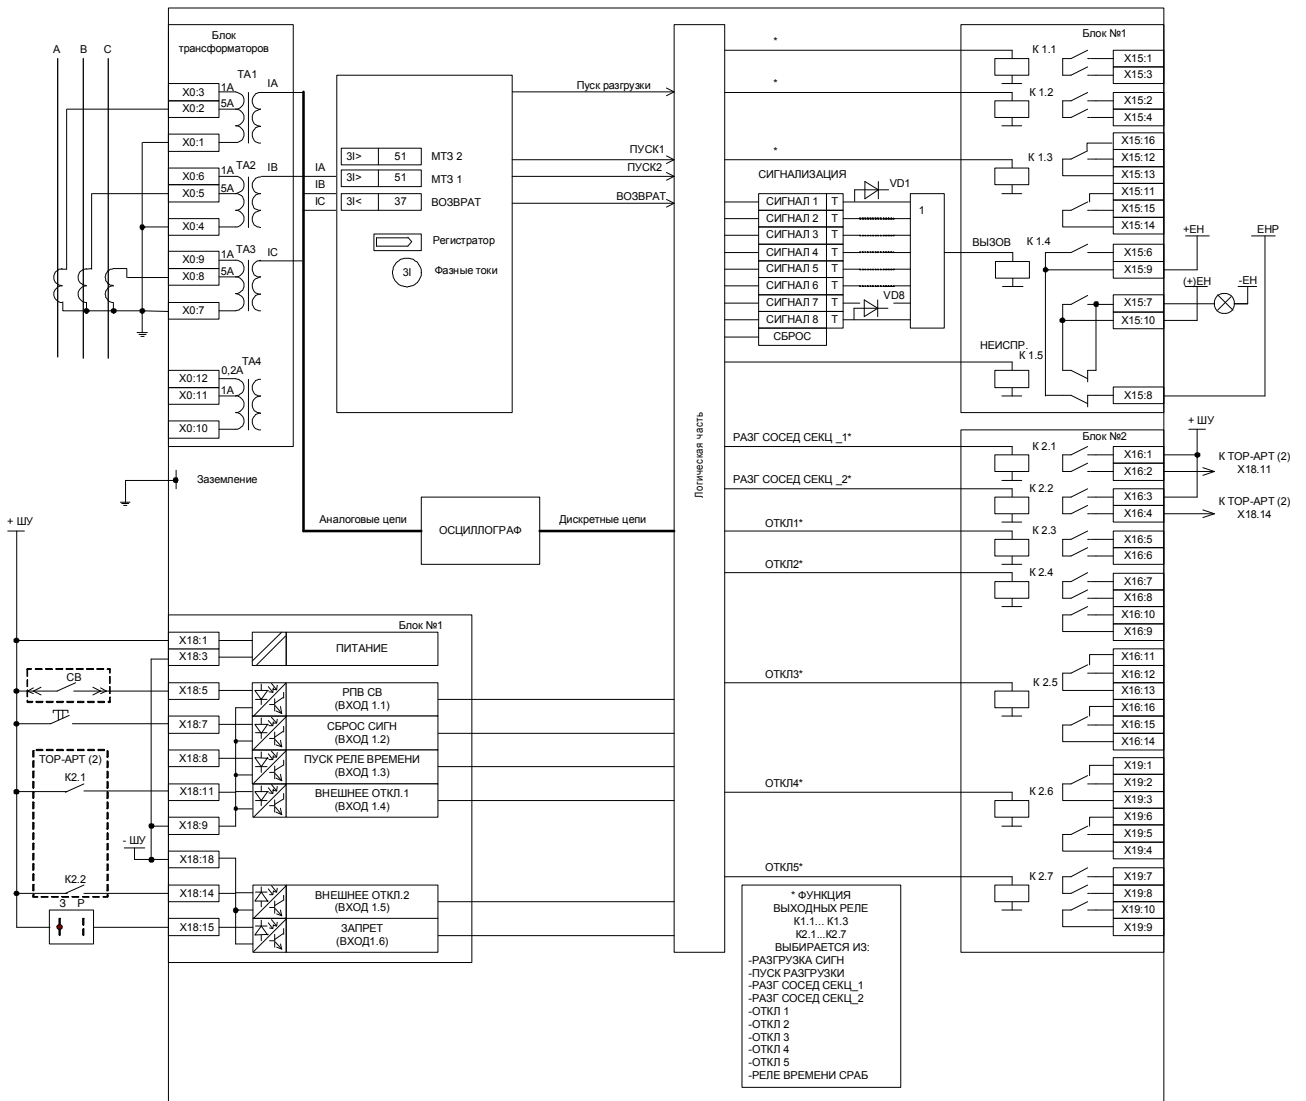 A B C
Блок
трансформаторов
X0:3
1А
ТА1
IA
X0:2
5А
X0:1
X0:6
1А
ТА2
IB
X0:5
5А
X0:4
X0:9
1А
ТА3
IC
X0:8
5А
X0:7
X0:12
0,2А
ТА4
X0:11
1А
X0:10
Заземление
IA
IB
IC
3I> 51 МТЗ 2
3I> 51 МТЗ 1
3I< 37 ВОЗВРАТ
Регистратор
3I
Фазные токи
Пуск разгрузки
ПУСК1
ПУСК2
ВОЗВРАТ
Аналоговые цепи
ОСЦИЛЛОГРАФ
Дискретные цепи
Логическая часть
*
*
*
СИГНАЛИЗАЦИЯ
СИГНАЛ 1 Т
СИГНАЛ 2 Т
СИГНАЛ 3 Т
СИГНАЛ 4 Т
СИГНАЛ 5 Т
СИГНАЛ 6 Т
СИГНАЛ 7 Т
СИГНАЛ 8 Т
СБРОС
VD1
VD8
1
ВЫЗОВ
НЕИСПР.
Блок №1
К 1.1
X15:1
X15:3
К 1.2
X15:2
X15:4
К 1.3
X15:16
X15:12
X15:13
X15:11
X15:15
X15:14
К 1.4
X15:6
X15:9
X15:7
X15:10
К 1.5
X15:8
+ЕН
ЕНР
(+)ЕН
-ЕН
РАЗГ СОСЕД СЕКЦ _1*
РАЗГ СОСЕД СЕКЦ _2*
ОТКЛ1*
ОТКЛ2*
ОТКЛ3*
ОТКЛ4*
ОТКЛ5*
Блок №2
+ ШУ
К 2.1
X16:1
X16:2
К ТОР-АРТ (2)
X18.11
К 2.2
X16:3
X16:4
К ТОР-АРТ (2)
X18.14
К 2.3
X16:5
X16:6
К 2.4
X16:7
X16:8
X16:10
X16:9
К 2.5
X16:11
X16:12
X16:13
X16:16
X16:15
X16:14
К 2.6
X19:1
X19:2
X19:3
X19:6
X19:5
X19:4
К 2.7
X19:7
X19:8
X19:10
X19:9
+ ШУ
Блок №1
X18:1
X18:3
ПИТАНИЕ
СВ
X18:5
РПВ СВ
(ВХОД 1.1)
X18:7
СБРОС СИГН
(ВХОД 1.2)
X18:8
ПУСК РЕЛЕ ВРЕМЕНИ
(ВХОД 1.3)
ТОР-АРТ (2)
К2.1
X18:11
ВНЕШНЕЕ ОТКЛ.1
(ВХОД 1.4)
X18:9
- ШУ
X18:18
К2.2
X18:14
ВНЕШНЕЕ ОТКЛ.2
(ВХОД 1.5)
З Р
X18:15
ЗАПРЕТ
(ВХОД1.6)
* ФУНКЦИЯ
ВЫХОДНЫХ РЕЛЕ
К1.1... К1.3
К2.1...К2.7
ВЫБИРАЕТСЯ ИЗ:
-РАЗГРУЗКА СИГН
-ПУСК РАЗГРУЗКИ
-РАЗГ СОСЕД СЕКЦ_1
-РАЗГ СОСЕД СЕКЦ_2
-ОТКЛ 1
-ОТКЛ 2
-ОТКЛ 3
-ОТКЛ 4
-ОТКЛ 5
-РЕЛЕ ВРЕМЕНИ СРАБ